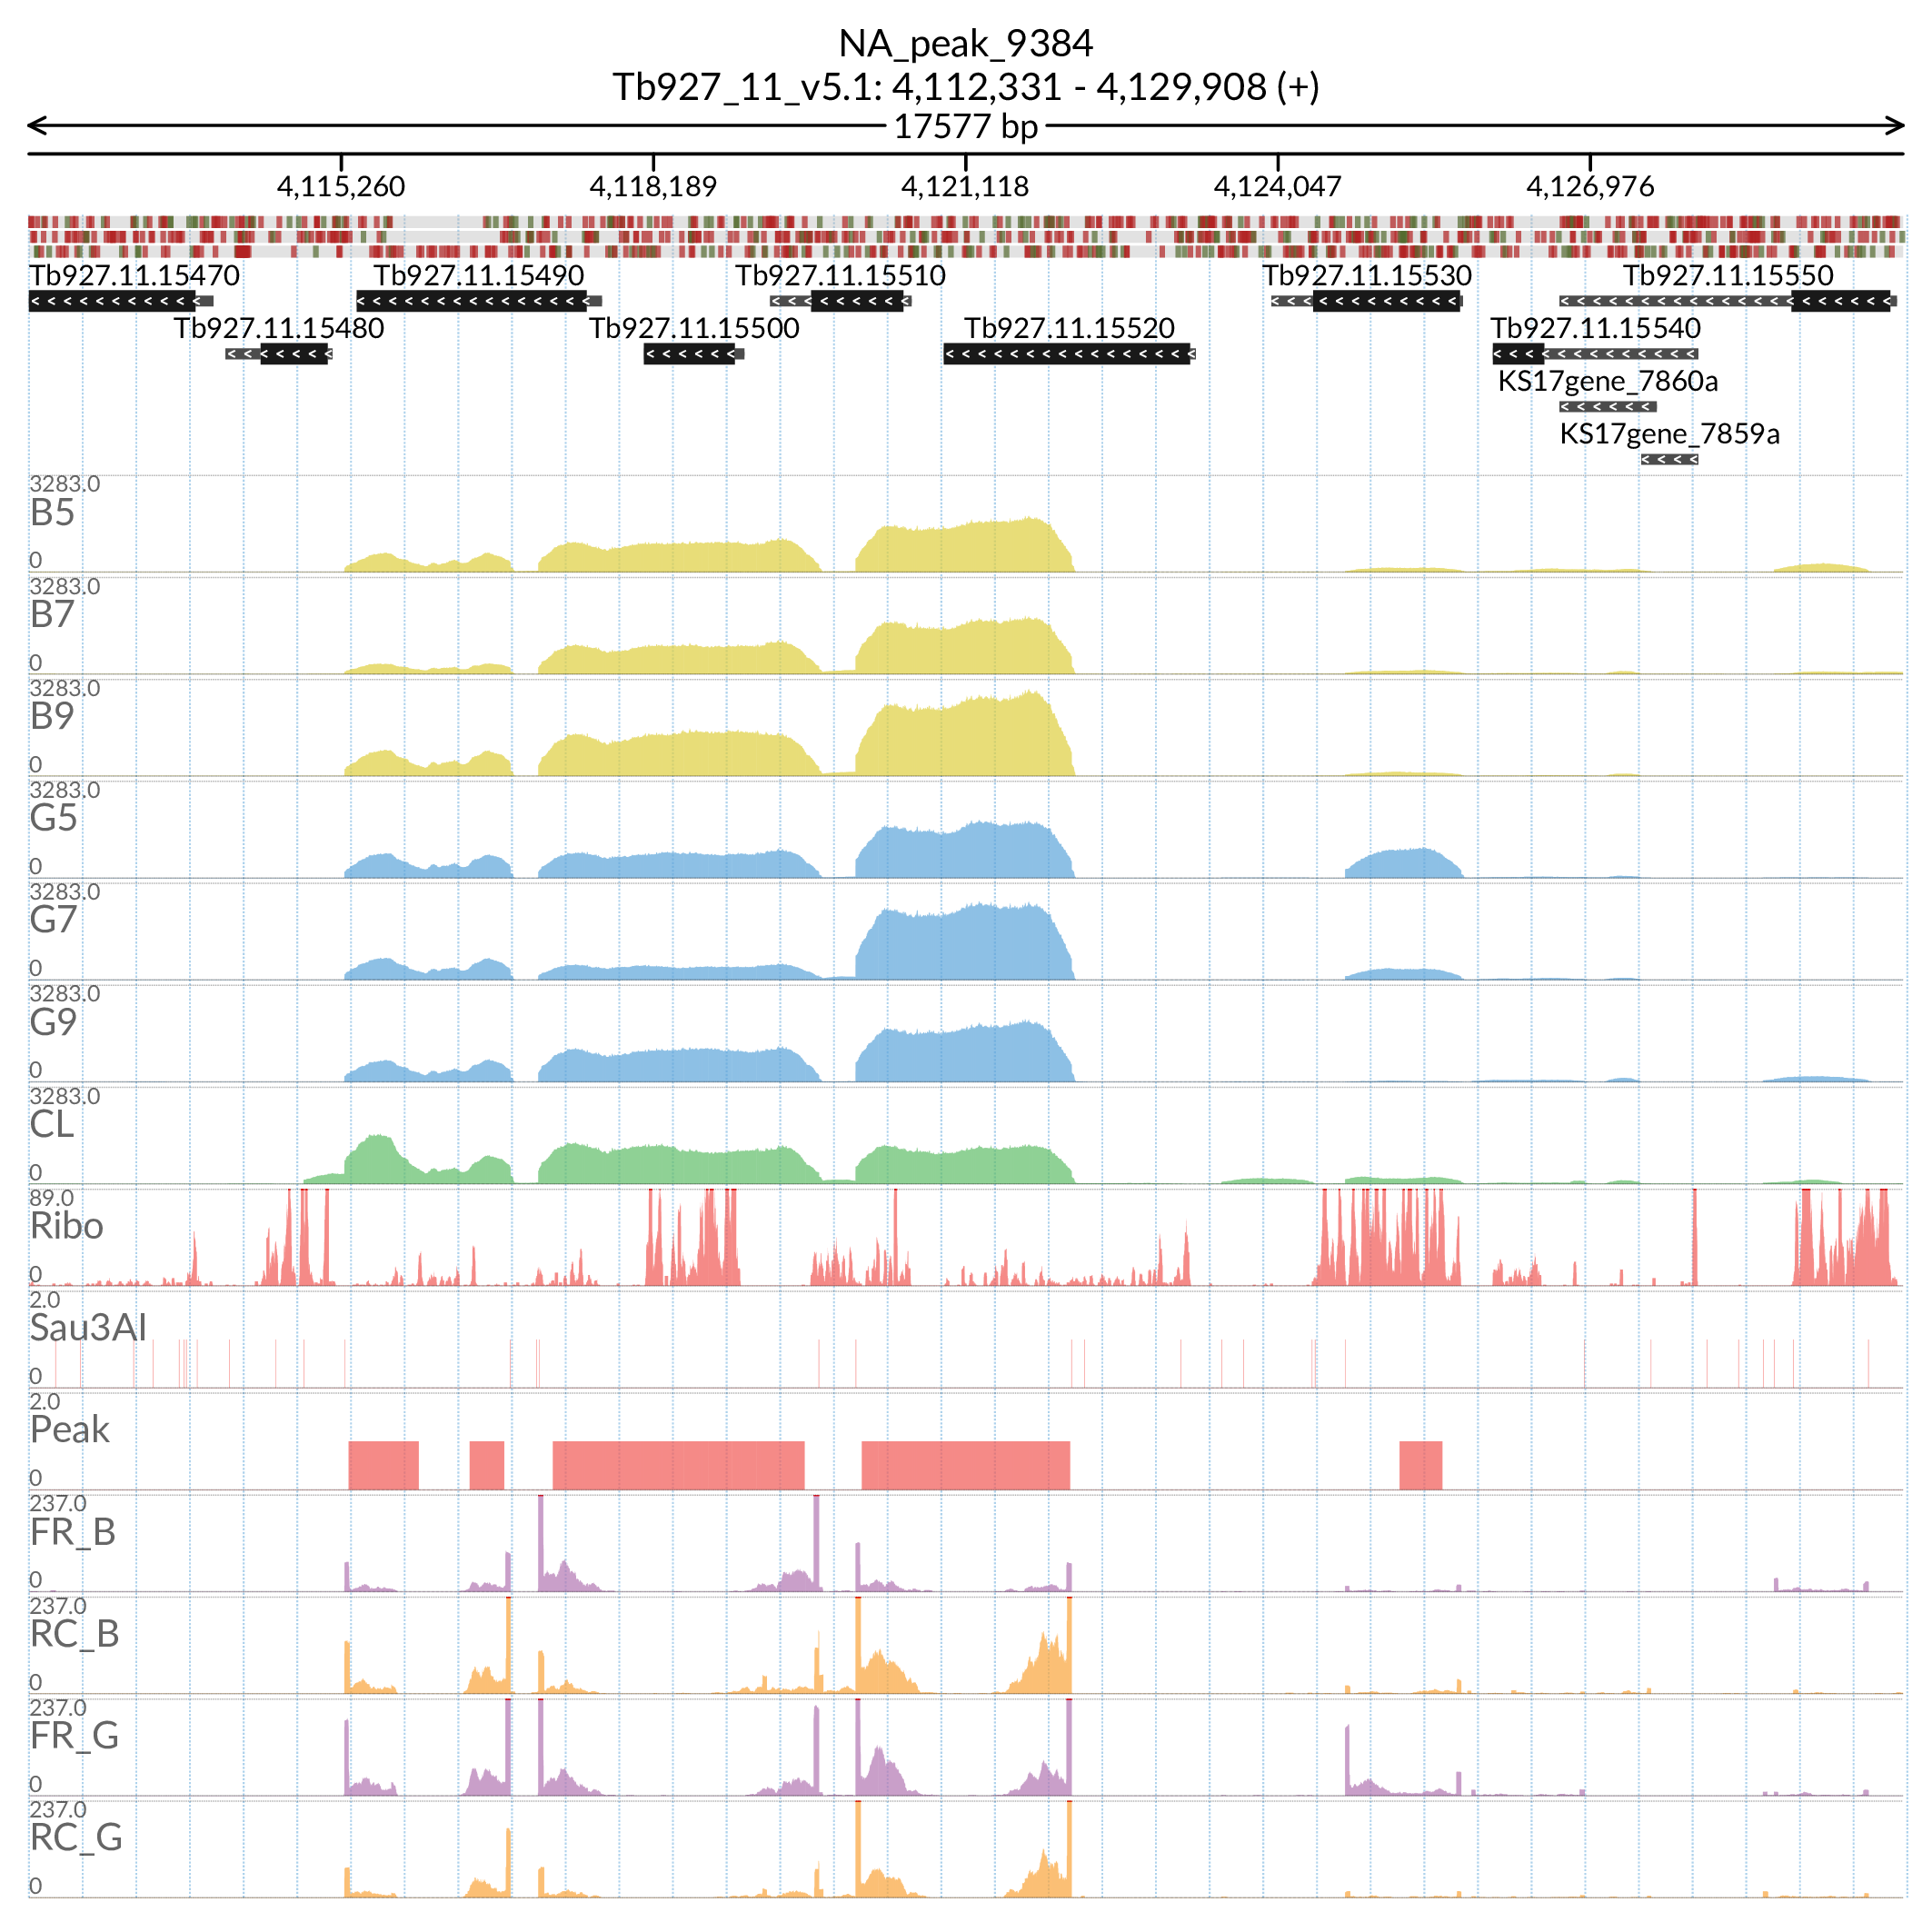 NA_peak_9384
Tb927_11_v5.1: 4,112,331 - 4,129,908 (+)
17577 bp
4,115,260 4,118,189 4,121,118 4,124,047 4,126,976
Tb927.11.15470 Tb927.11.15490 Tb927.11.15510 Tb927.11.15530 Tb927.11.15550
Tb927.11.15480 Tb927.11.15500 Tb927.11.15520 Tb927.11.15540
KS17gene_7860a
KS17gene_7859a
3283.0
B5
0
3283.0
B7
0
3283.0
B9
0
3283.0
G5
0
3283.0
G7
0
3283.0
G9
0
3283.0
CL
0
89.0
Ribo
0
2.0
Sau3AI
0
2.0
Peak
0
237.0
FR_B
0
237.0
RC_B
0
237.0
FR_G
0
237.0
RC_G
0